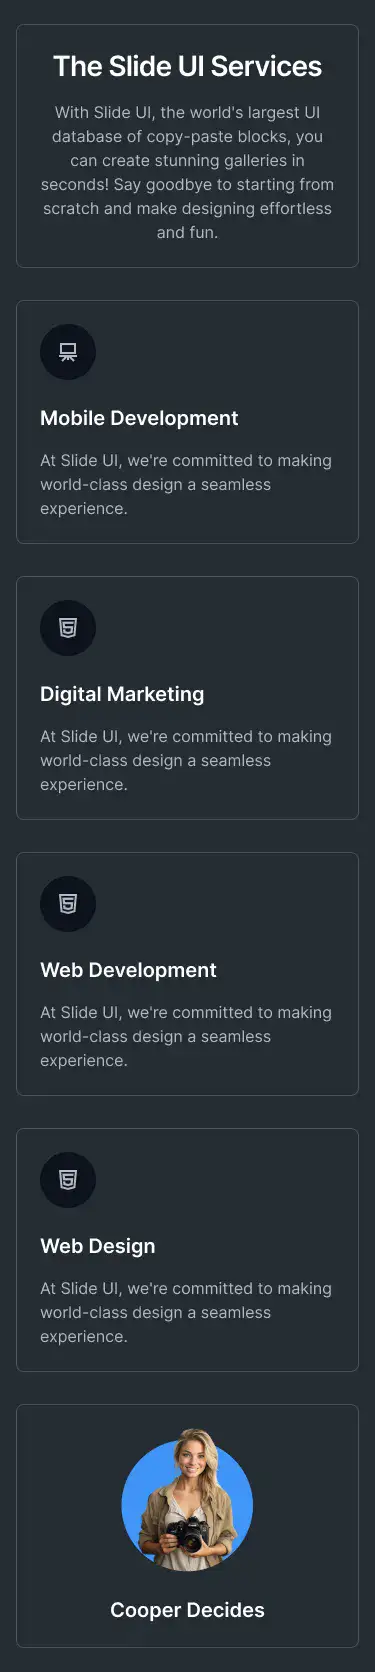 The Slide UI Services
With Slide UI, the world's largest UI
database of copy-paste blocks, you
can create stunning galleries in
seconds! Say goodbye to starting from
scratch and make designing effortless
and fun.
Mobile Development
At Slide UI, we're committed to making
world-class design a seamless
experience.
5
Digital Marketing
At Slide UI, we're committed to making
world-class design a seamless
experience.
5
Web Development
At Slide UI, we're committed to making
world-class design a seamless
experience.
5
Web Design
At Slide UI, we're committed to making
world-class design a seamless
experience.
Cooper Decides